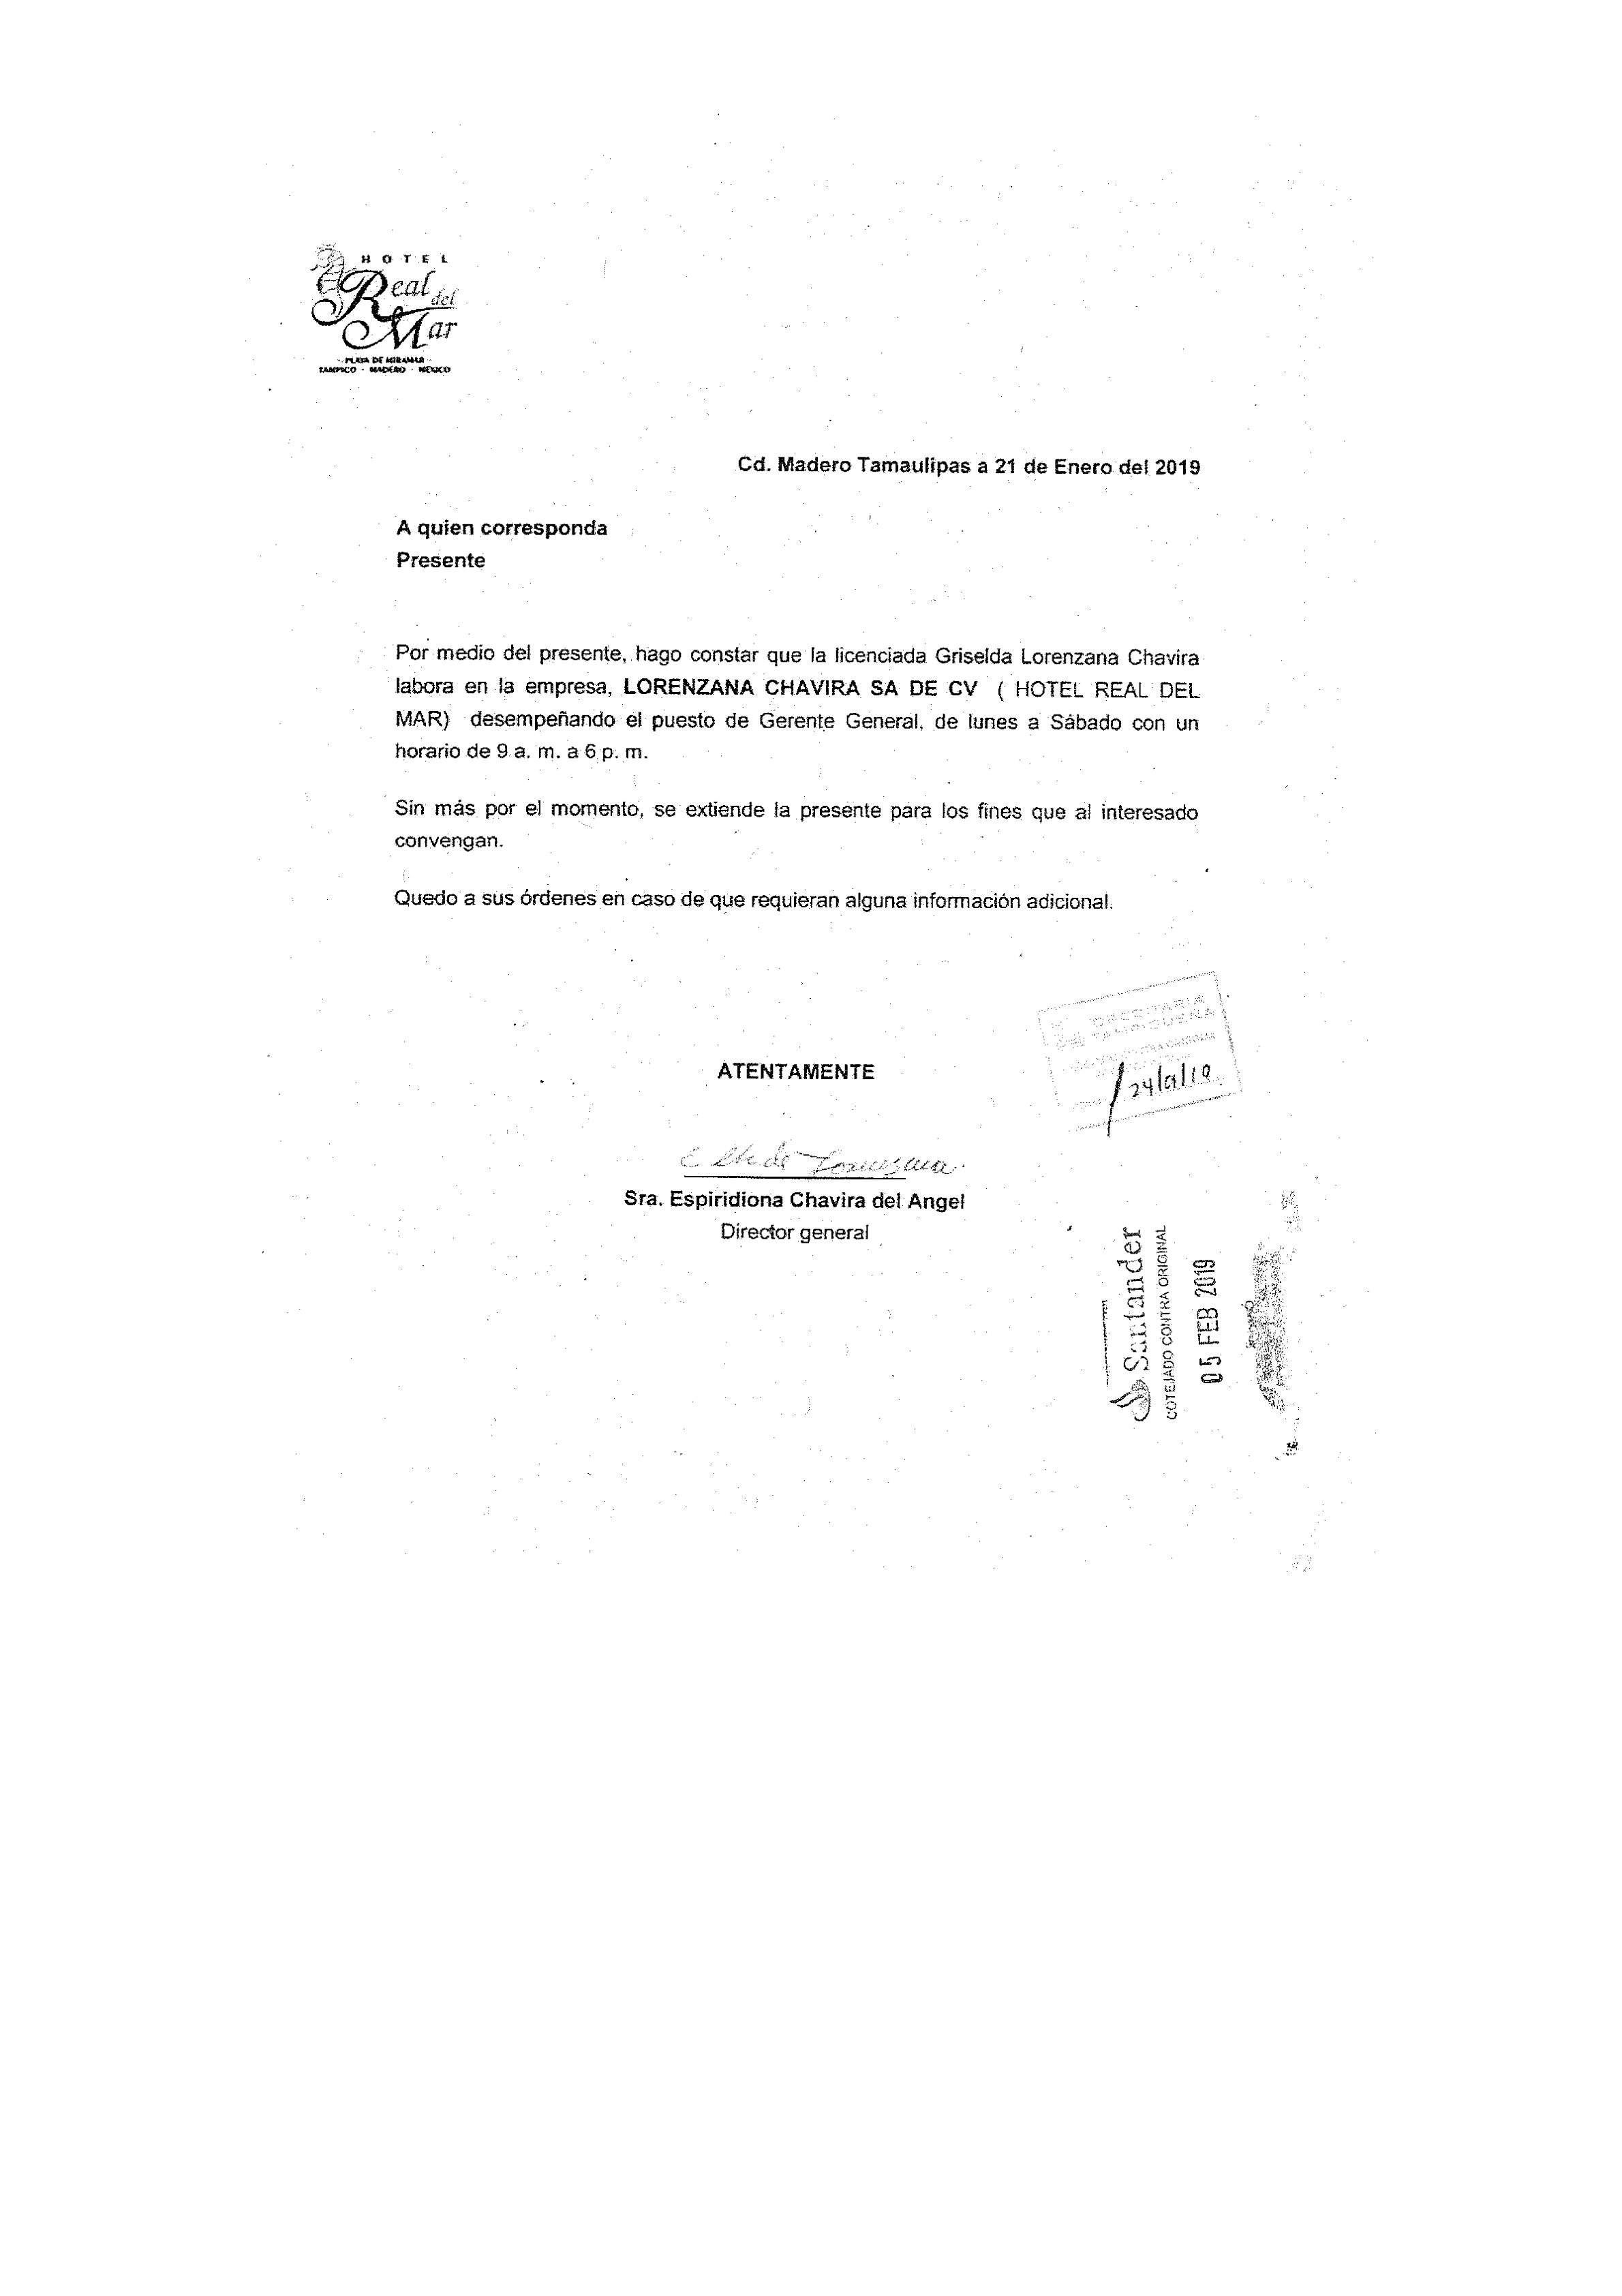 HOTEL
Real del
Mar
PLAYA DE MIRAMAR
TAMPICO - MADERO - MEXICO
Cd. Madero Tamaulipas a 21 de Enero del 2019
A quien corresponda
Presente
Por medio del presente, hago constar que la licenciada Griselda Lorenzana Chavira
labora en la empresa, LORENZANA CHAVIRA SA DE CV ( HOTEL REAL DEL
MAR) desempeñando el puesto de Gerente General, de lunes a Sábado con un
horario de 9 a. m. a 6 p. m.
Sin más por el momento, se extiende la presente para los fines que al interesado
convengan.
Quedo a sus órdenes en caso de que requieran alguna información adicional.
ATENTAMENTE
Sra. Espiridiona Chavira del Angel
Director general
Santander
COTEJADO CONTRA ORIGINAL
05 FEB 2019